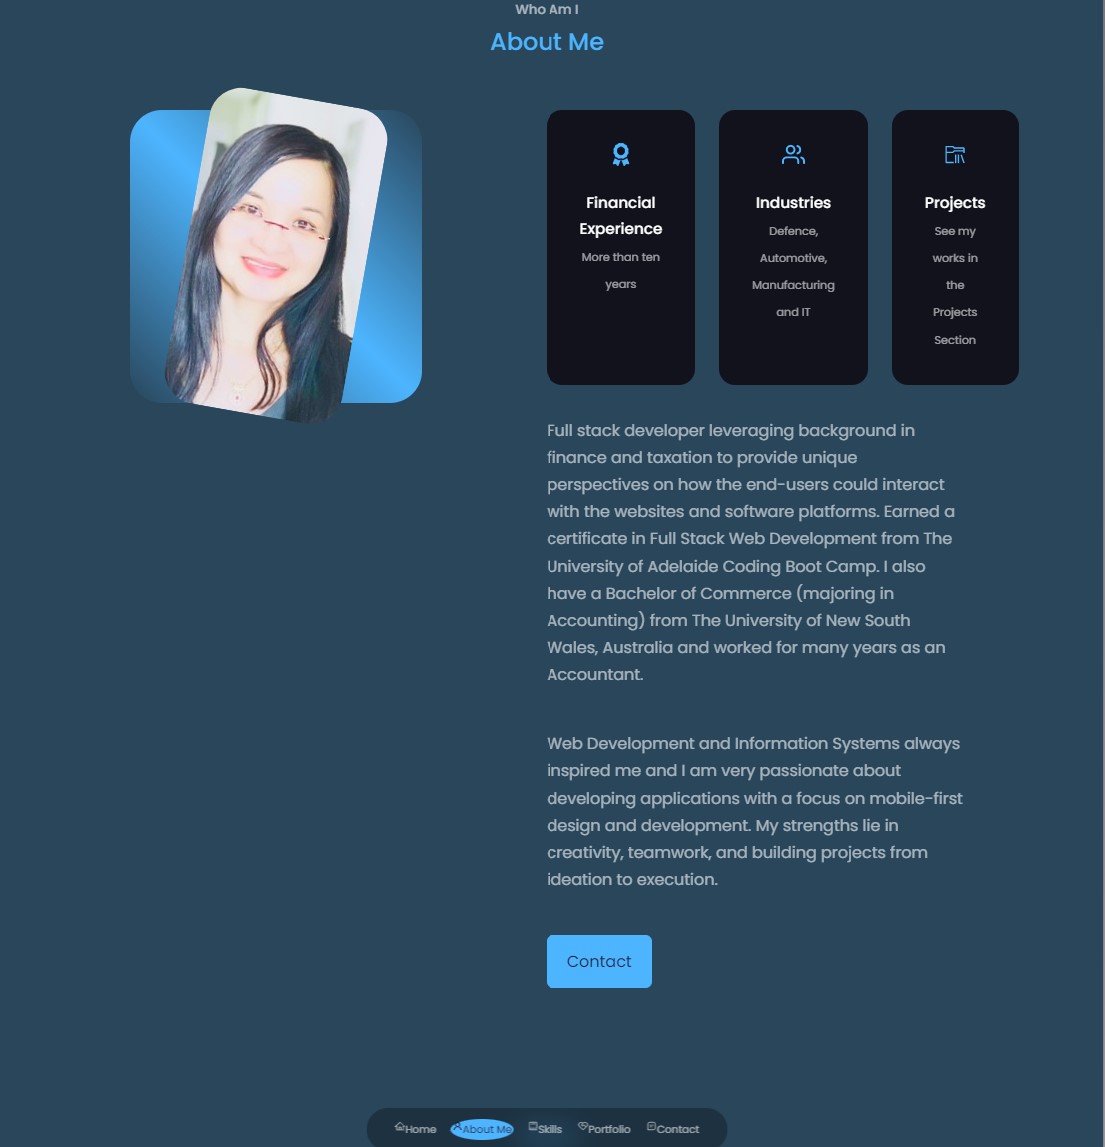 Who Am I
About Me
Financial
Experience
More than ten
years
Industries
Defence,
Automotive,
Manufacturing
and IT
Projects
See my
works in
the
Projects
Section
Full stack developer leveraging background in
finance and taxation to provide unique
perspectives on how the end-users could interact
with the websites and software platforms. Earned a
certificate in Full Stack Web Development from The
University of Adelaide Coding Boot Camp. I also
have a Bachelor of Commerce (majoring in
Accounting) from The University of New South
Wales, Australia and worked for many years as an
Accountant.
Web Development and Information Systems always
inspired me and I am very passionate about
developing applications with a focus on mobile-first
design and development. My strengths lie in
creativity, teamwork, and building projects from
ideation to execution.
Contact
Home About Me Skills Portfolio Contact